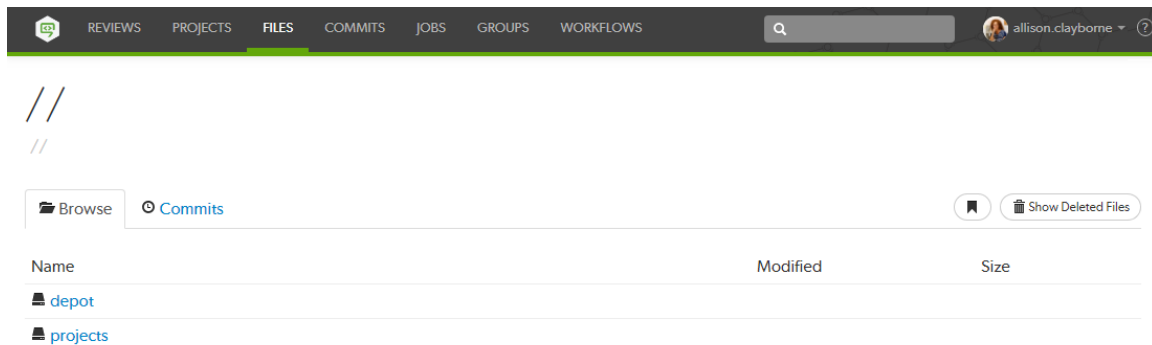 REVIEWS PROJECTS FILES COMMITS JOBS GROUPS WORKFLOWS allison.clayborne ?
//
//
Browse Commits Show Deleted Files
Name Modified Size
depot
projects